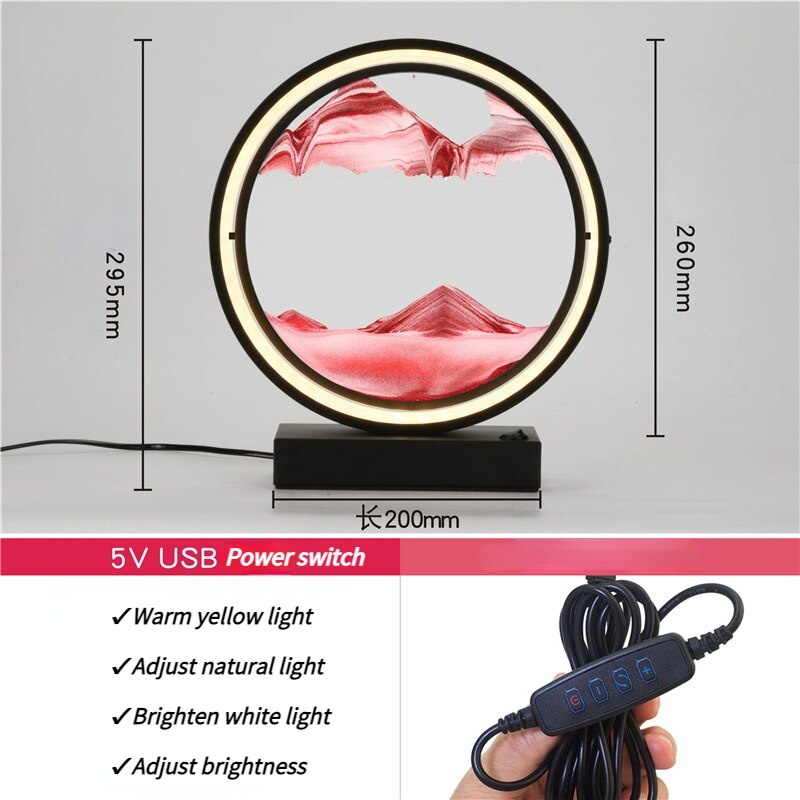 295mm
260mm
长200mm
5V USB Power switch
✓Warm yellow light
✓Adjust natural light
✓Brighten white light
✓Adjust brightness